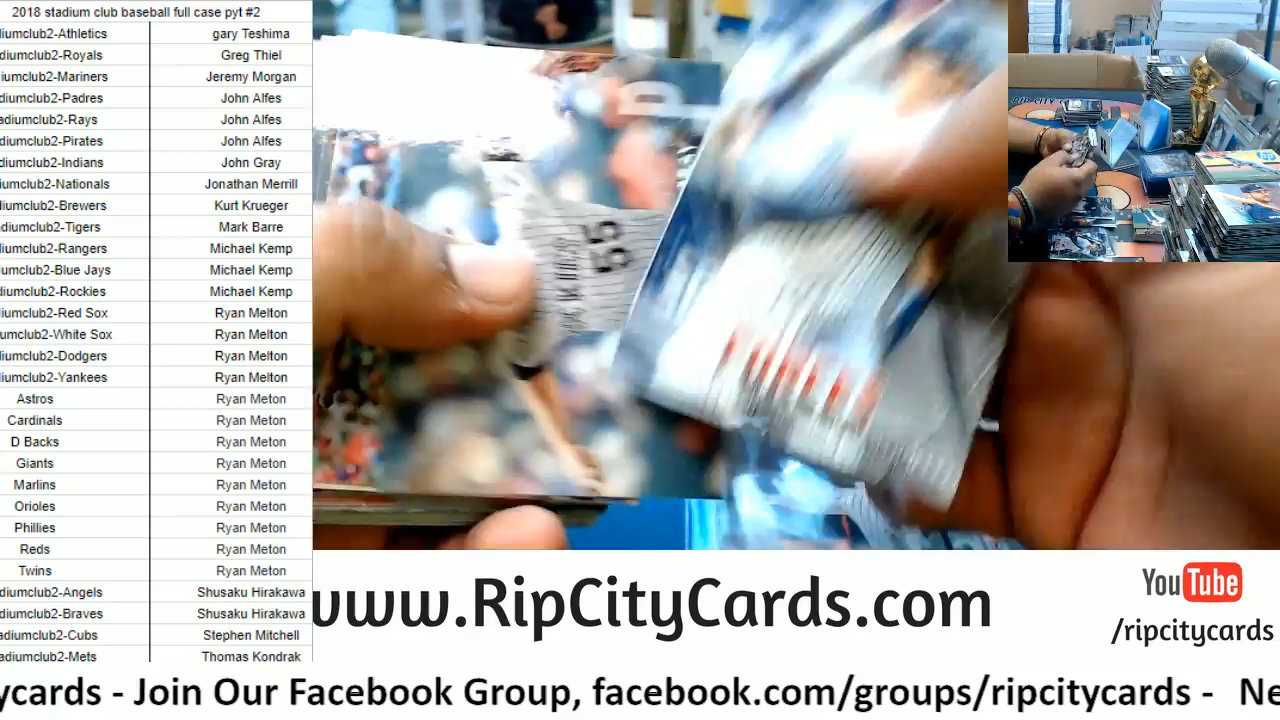 2018 stadium club baseball full case pyt #2
diumclub2-Athletics gary Teshima
diumclub2-Royals Greg Thiel
iumclub2-Mariners Jeremy Morgan
diumclub2-Padres John Alfes
adiumclub2-Rays John Alfes
diumclub2-Pirates John Alfes
diumclub2-Indians John Gray
iumclub2-Nationals Jonathan Merrill
iumclub2-Brewers Kurt Krueger
diumclub2-Tigers Mark Barre
iumclub2-Rangers Michael Kemp
iumclub2-Blue Jays Michael Kemp
iumclub2-Rockies Michael Kemp
iumclub2-Red Sox Ryan Melton
umclub2-White Sox Ryan Melton
iumclub2-Dodgers Ryan Melton
iumclub2-Yankees Ryan Melton
Astros Ryan Meton
Cardinals Ryan Meton
D Backs Ryan Meton
Giants Ryan Meton
Marlins Ryan Meton
Orioles Ryan Meton
Phillies Ryan Meton
Reds Ryan Meton
Twins Ryan Meton
diumclub2-Angels Shusaku Hirakawa
diumclub2-Braves Shusaku Hirakawa
adiumclub2-Cubs Stephen Mitchell
adiumclub2-Mets Thomas Kondrak
55
www.RipCityCards.com
YouTube
/ripcitycards
ycards - Join Our Facebook Group, facebook.com/groups/ripcitycards - Ne